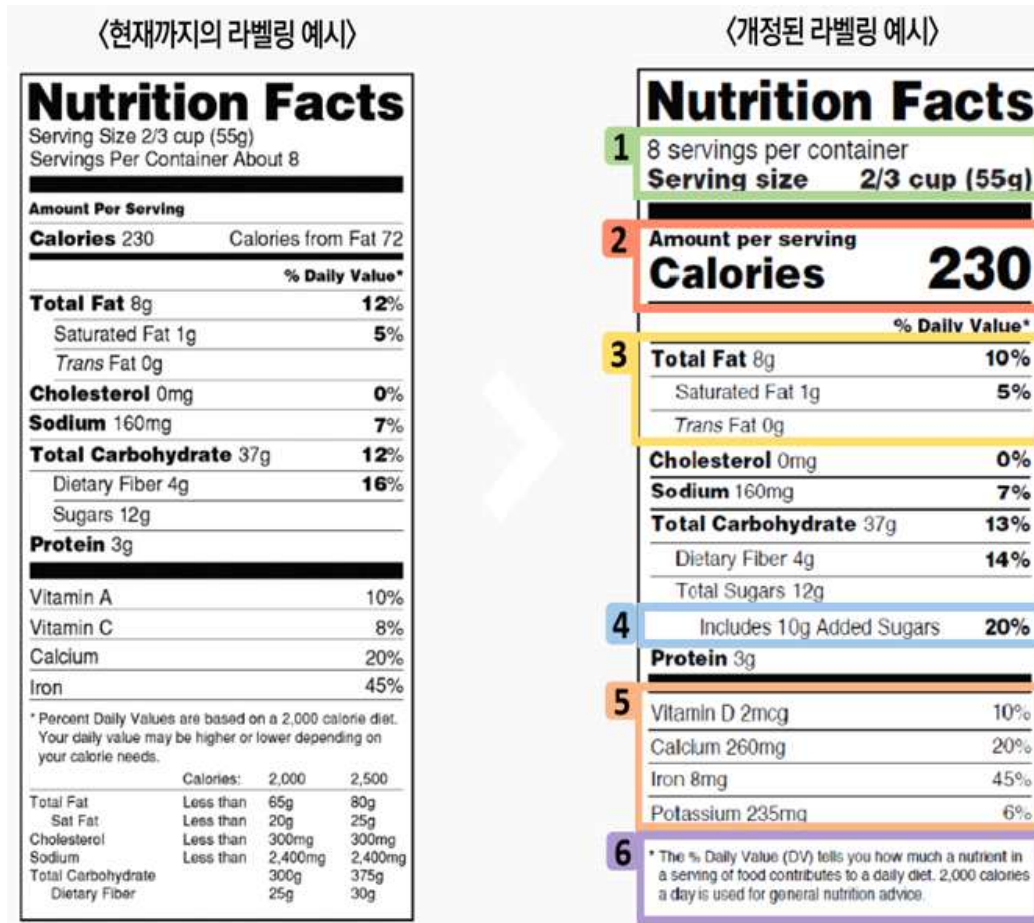 〈현재까지의 라벨링 예시〉
Nutrition Facts
Serving Size 2/3 cup (55g)
Servings Per Container About 8
Amount Per Serving
Calories 230 Calories from Fat 72
% Daily Value*
Total Fat 8g 12%
Saturated Fat 1g 5%
Trans Fat 0g
Cholesterol 0mg 0%
Sodium 160mg 7%
Total Carbohydrate 37g 12%
Dietary Fiber 4g 16%
Sugars 12g
Protein 3g
Vitamin A 10%
Vitamin C 8%
Calcium 20%
Iron 45%
* Percent Daily Values are based on a 2,000 calorie diet.
Your daily value may be higher or lower depending on
your calorie needs.
Calories: 2,000 2,500
Total Fat Less than 65g 80g
Sat Fat Less than 20g 25g
Cholesterol Less than 300mg 300mg
Sodium Less than 2,400mg 2,400mg
Total Carbohydrate 300g 375g
Dietary Fiber 25g 30g
〈개정된 라벨링 예시〉
Nutrition Facts
1 8 servings per container
Serving size 2/3 cup (55g)
2 Amount per serving
Calories 230
% Daily Value*
3 Total Fat 8g 10%
Saturated Fat 1g 5%
Trans Fat 0g
Cholesterol 0mg 0%
Sodium 160mg 7%
Total Carbohydrate 37g 13%
Dietary Fiber 4g 14%
Total Sugars 12g
4 Includes 10g Added Sugars 20%
Protein 3g
5 Vitamin D 2mcg 10%
Calcium 260mg 20%
Iron 8mg 45%
Potassium 235mg 6%
6 * The % Daily Value (DV) tells you how much a nutrient in
a serving of food contributes to a daily diet. 2,000 calories
a day is used for general nutrition advice.